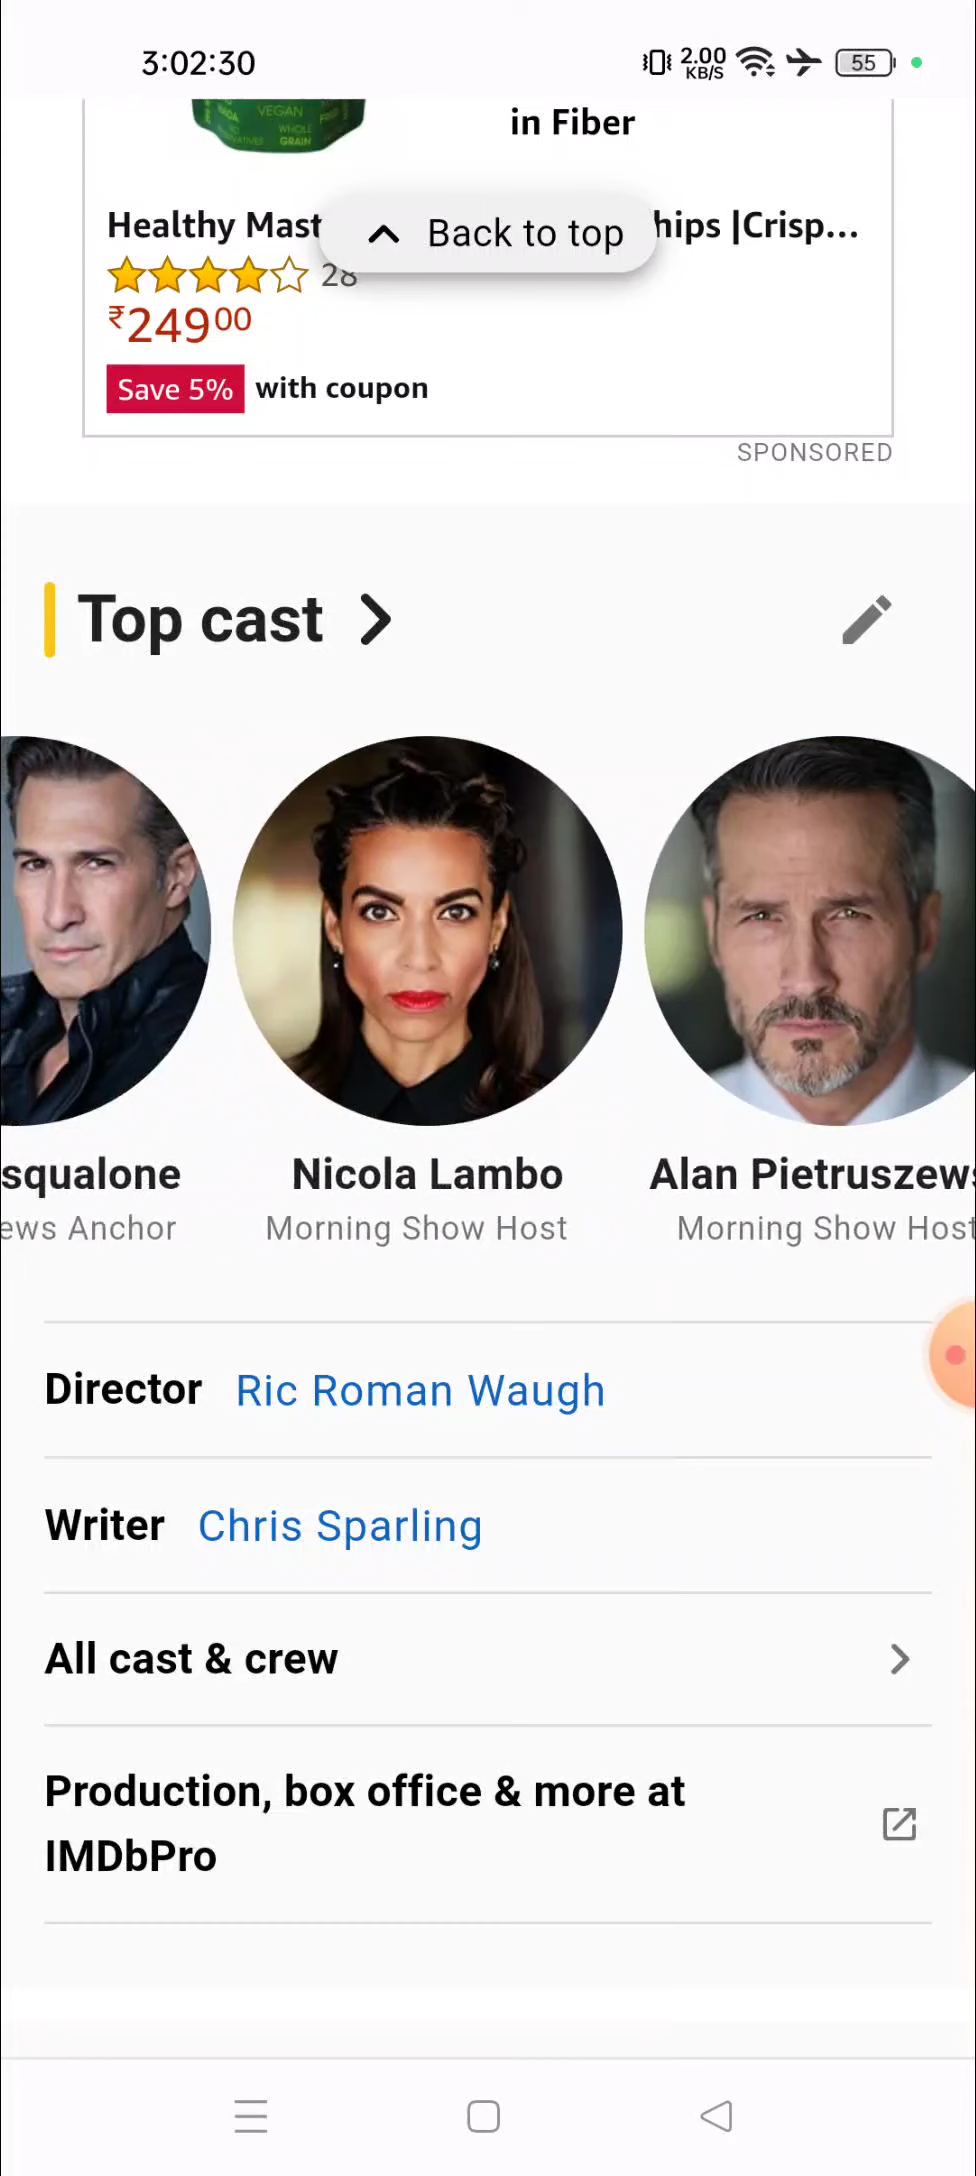 3:02:30
2.00
KB/S
55
VEGAN
WHOLE
GRAIN
in Fiber
Healthy Mast
hips |Crisp...
Back to top
28
₹24900
Save 5% with coupon
SPONSORED
Top cast
squalone
ews Anchor
Nicola Lambo
Morning Show Host
Alan Pietruszews
Morning Show Host
Director Ric Roman Waugh
Writer Chris Sparling
All cast & crew
Production, box office & more at
IMDbPro